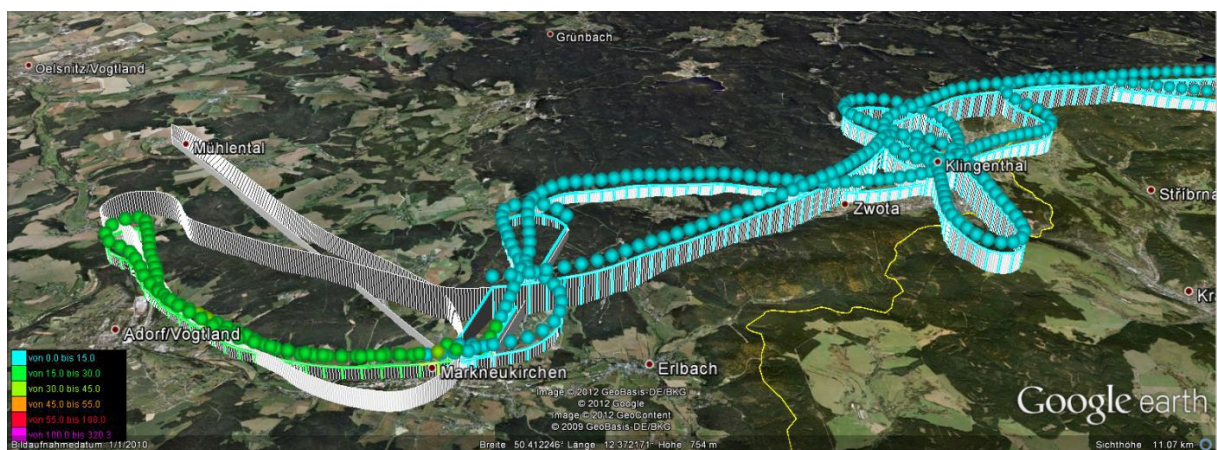 Grünbach
Oelsnitz/Vogtland
Mühlental
Klingenthal
Stříbrna
Zwota
Kra
Adorf/Vogtland
Markneukirchen
Erlbach
von 0.0 bis 15.0
von 15.0 bis 30.0
von 30.0 bis 45.0
von 45.0 bis 55.0
von 55.0 bis 100.0
von 100.0 bis 320.3
Image © 2012 GeoBasis-DE/BKG
© 2012 Google
Image © 2012 GeoContent
© 2009 GeoBasis-DE/BKG
Google earth
Bildaufnahmedatum: 1/1/2010
Breite 50.412246° Länge 12.372171° Höhe 754 m
Sichthöhe 11.07 km